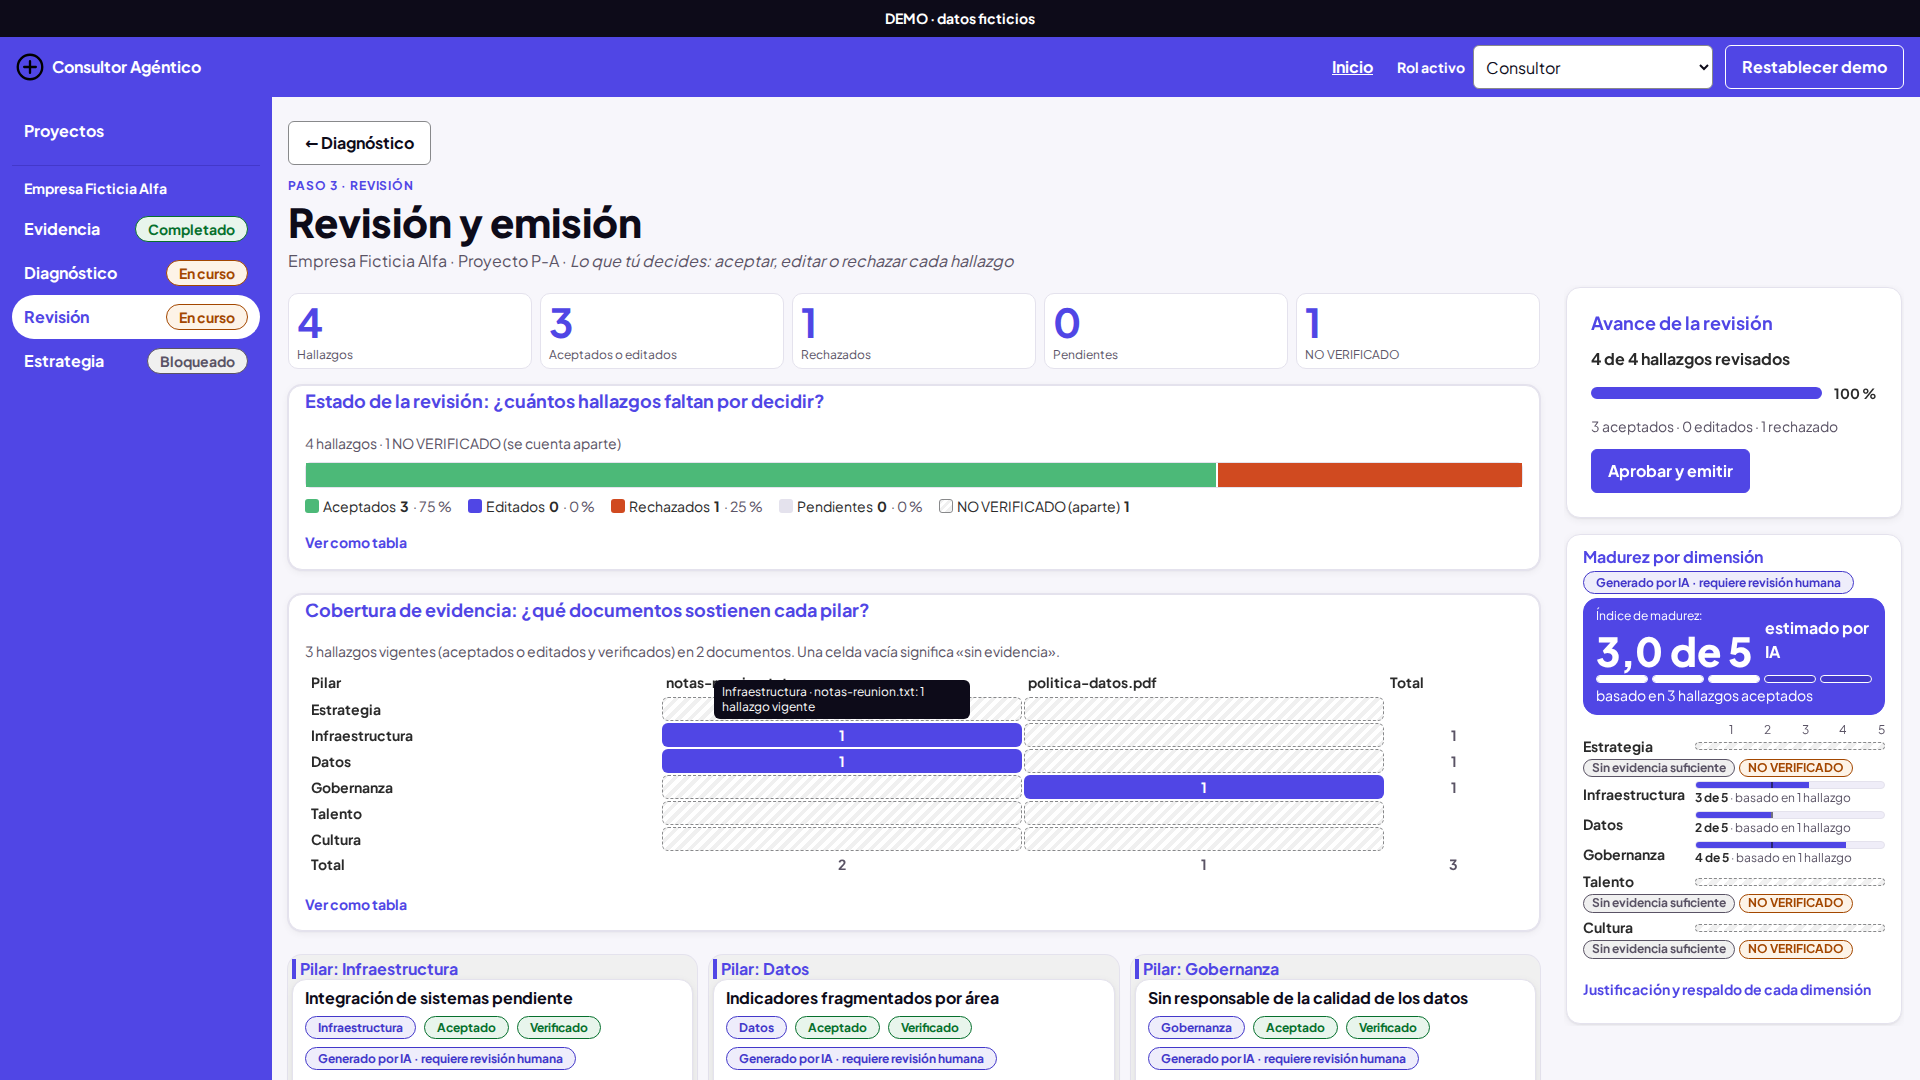 DEMO · datos ficticios
Consultor Agéntico
Inicio
Rol activo
Consultor
Restablecer demo
Proyectos
Empresa Ficticia Alfa
Evidencia
Completado
Diagnóstico
En curso
Revisión
En curso
Estrategia
Bloqueado
← Diagnóstico
PASO 3 · REVISIÓN
Revisión y emisión
Empresa Ficticia Alfa · Proyecto P-A · Lo que tú decides: aceptar, editar o rechazar cada hallazgo
4
Hallazgos
3
Aceptados o editados
1
Rechazados
0
Pendientes
1
NO VERIFICADO
Estado de la revisión: ¿cuántos hallazgos faltan por decidir?
4 hallazgos · 1 NO VERIFICADO (se cuenta aparte)
Aceptados 3 · 75 %
Editados 0 · 0 %
Rechazados 1 · 25 %
Pendientes 0 · 0 %
NO VERIFICADO (aparte) 1
Ver como tabla
Cobertura de evidencia: ¿qué documentos sostienen cada pilar?
3 hallazgos vigentes (aceptados o editados y verificados) en 2 documentos. Una celda vacía significa «sin evidencia».
Pilar
politica-datos.pdf
Total
Infraestructura · notas-reunion.txt: 1
hallazgo vigente
Estrategia
Infraestructura
1
1
Datos
1
1
Gobernanza
1
1
Talento
Cultura
Total
2
1
3
Ver como tabla
Pilar: Infraestructura
Integración de sistemas pendiente
Infraestructura
Aceptado
Verificado
Generado por IA · requiere revisión humana
Pilar: Datos
Indicadores fragmentados por área
Datos
Aceptado
Verificado
Generado por IA · requiere revisión humana
Pilar: Gobernanza
Sin responsable de la calidad de los datos
Gobernanza
Aceptado
Verificado
Generado por IA · requiere revisión humana
Avance de la revisión
4 de 4 hallazgos revisados
100 %
3 aceptados · 0 editados · 1 rechazado
Aprobar y emitir
Madurez por dimensión
Generado por IA · requiere revisión humana
Índice de madurez:
3,0 de 5
estimado por
IA
basado en 3 hallazgos aceptados
1 2 3 4 5
Estrategia
Sin evidencia suficiente
NO VERIFICADO
Infraestructura
3 de 5 · basado en 1 hallazgo
Datos
2 de 5 · basado en 1 hallazgo
Gobernanza
4 de 5 · basado en 1 hallazgo
Talento
Sin evidencia suficiente
NO VERIFICADO
Cultura
Sin evidencia suficiente
NO VERIFICADO
Justificación y respaldo de cada dimensión